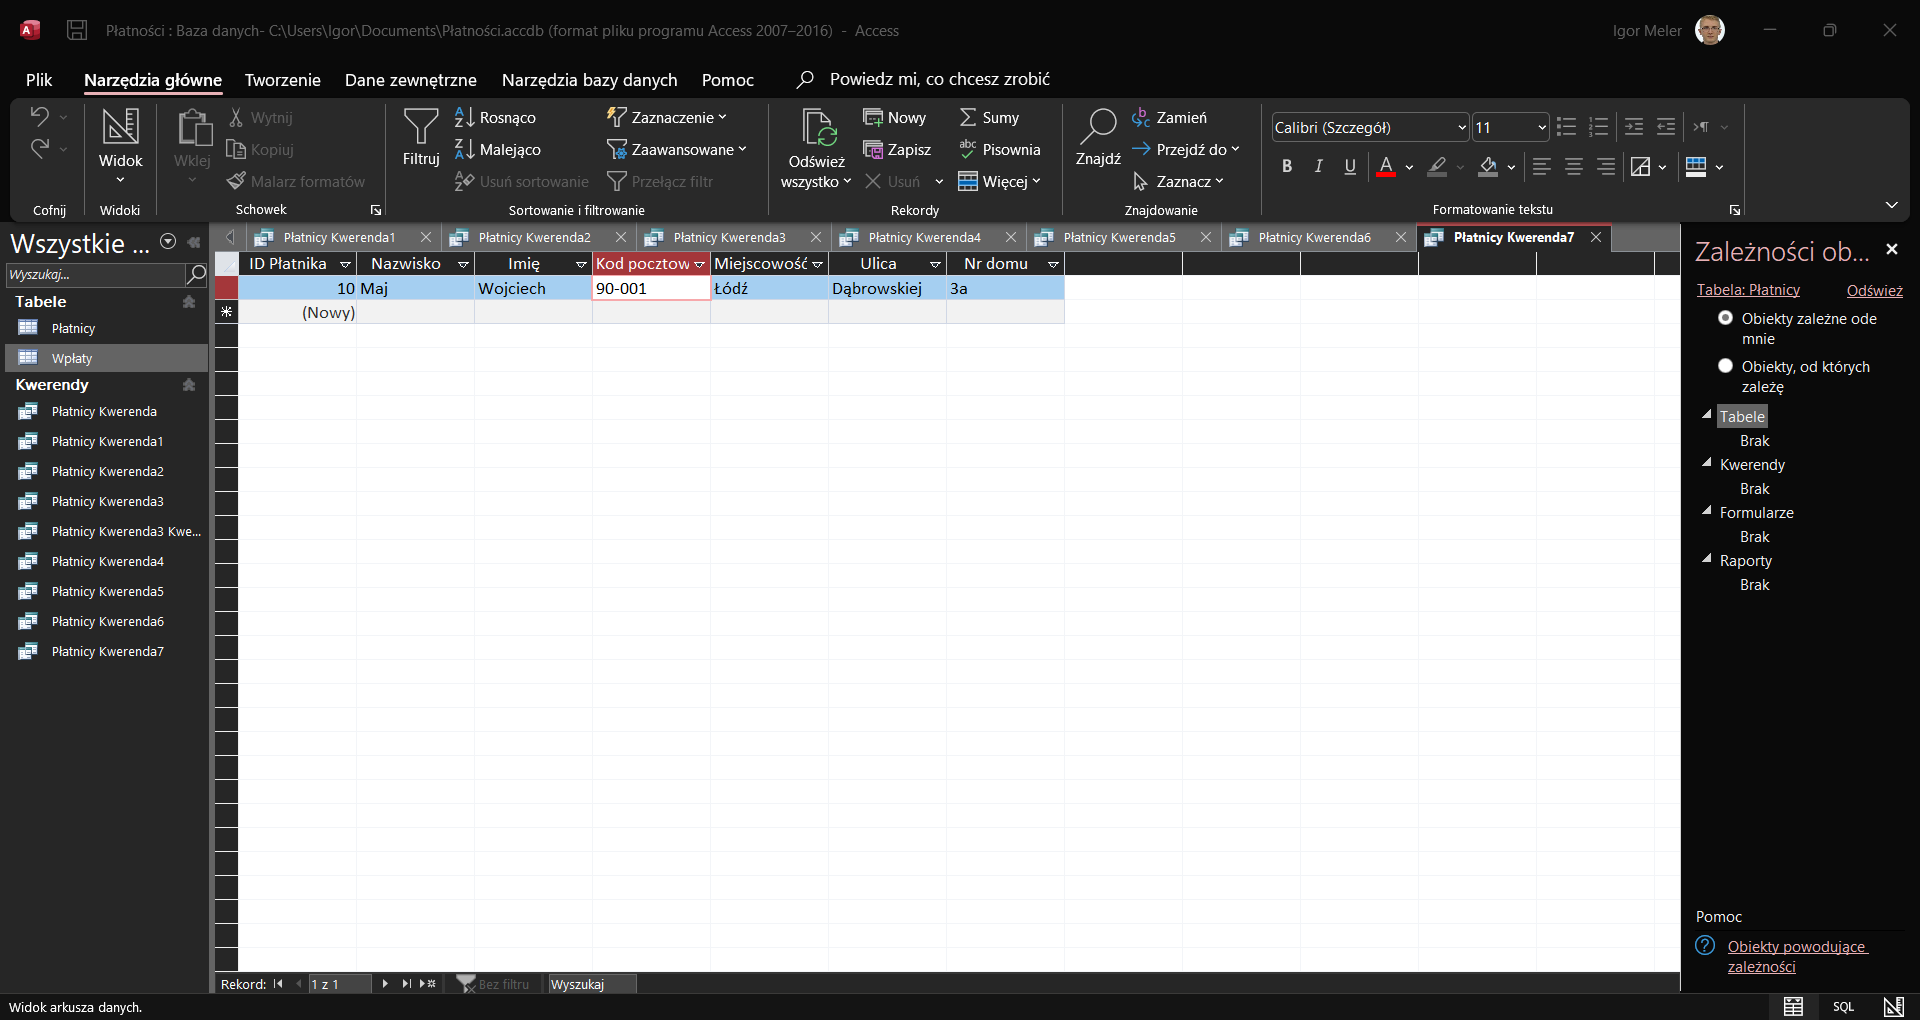 Płatności : Baza danych- C:\Users\Igor\Documents\Płatności.accdb (format pliku programu Access 2007–2016) - Access
Igor Meler
Plik Narzędzia główne Tworzenie Dane zewnętrzne Narzędzia bazy danych Pomoc Powiedz mi, co chcesz zrobić
Cofnij
Widok
Widoki
Wklej
Wytnij
Kopiuj
Malarz formatów
Schowek
Filtruj
Rosnąco
Malejąco
Usuń sortowanie
Zaznaczenie
Zaawansowane
Przełącz filtr
Sortowanie i filtrowanie
Odśwież
wszystko
Nowy
Zapisz
Usuń
Sumy
Pisownia
Więcej
Rekordy
Znajdź
Zamień
Przejdź do
Zaznacz
Znajdowanie
Calibri (Szczegół) 11
B I U A
Formatowanie tekstu
Wszystkie ...
Wyszukaj...
Tabele
Płatnicy
Wpłaty
Kwerendy
Płatnicy Kwerenda
Płatnicy Kwerenda1
Płatnicy Kwerenda2
Płatnicy Kwerenda3
Płatnicy Kwerenda3 Kwe...
Płatnicy Kwerenda4
Płatnicy Kwerenda5
Płatnicy Kwerenda6
Płatnicy Kwerenda7
Płatnicy Kwerenda1 Płatnicy Kwerenda2 Płatnicy Kwerenda3 Płatnicy Kwerenda4 Płatnicy Kwerenda5 Płatnicy Kwerenda6 Płatnicy Kwerenda7
ID Płatnika Nazwisko Imię Kod pocztow Miejscowość Ulica Nr domu
10 Maj Wojciech 90-001 Łódź Dąbrowskiej 3a
(Nowy)
Rekord: 1 z 1 Bez filtru Wyszukaj
Zależności ob...
Tabela: Płatnicy Odśwież
Obiekty zależne ode
mnie
Obiekty, od których
zależę
Tabele
Brak
Kwerendy
Brak
Formularze
Brak
Raporty
Brak
Pomoc
Obiekty powodujące
zależności
Widok arkusza danych.
SQL